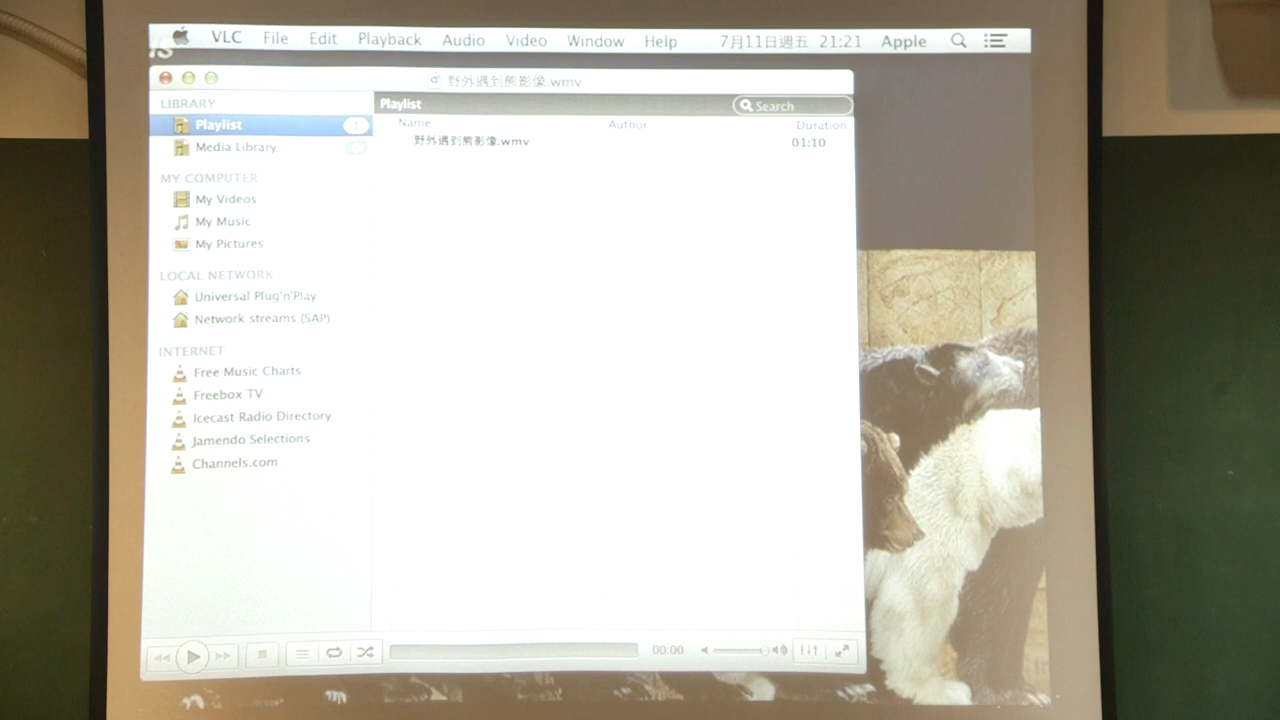 VLC File Edit Playback Audio Video Window Help 7月11日週五 21:21 Apple
野外遇到熊影像.wmv
LIBRARY
Playlist 1
Media Library
MY COMPUTER
My Videos
My Music
My Pictures
LOCAL NETWORK
Universal Plug'n'Play
Network streams (SAP)
INTERNET
Free Music Charts
Freebox TV
Icecast Radio Directory
Jamendo Selections
Channels.com
Playlist Search
Name Author Duration
野外遇到熊影像.wmv 01:10
00:00